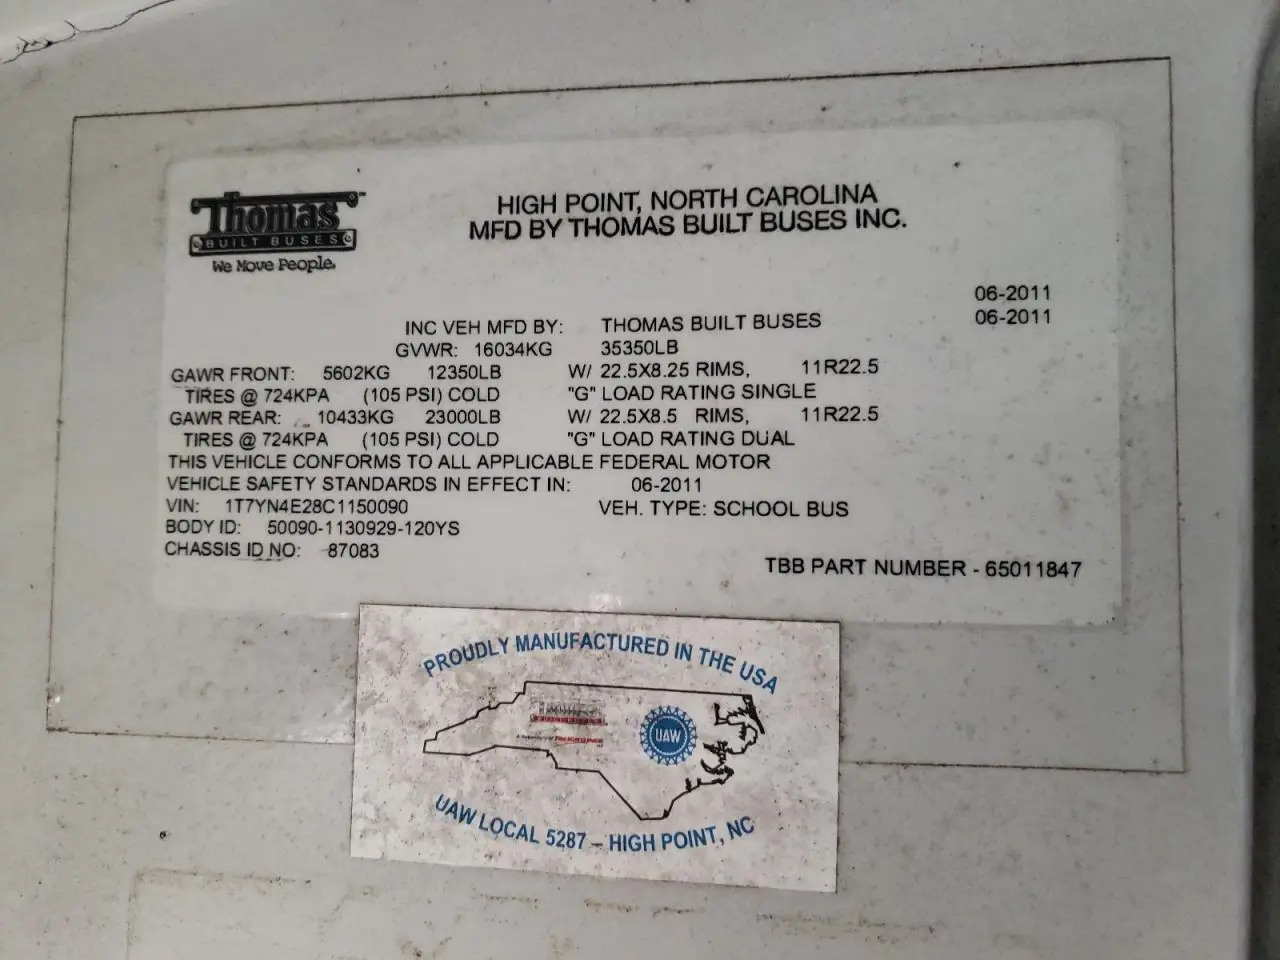 Thomas
BUILT BUSES
We Move People.
HIGH POINT, NORTH CAROLINA
MFD BY THOMAS BUILT BUSES INC.
06-2011
INC VEH MFD BY: THOMAS BUILT BUSES 06-2011
GVWR: 16034KG 35350LB
GAWR FRONT: 5602KG 12350LB W/ 22.5X8.25 RIMS, 11R22.5
TIRES @ 724KPA (105 PSI) COLD "G" LOAD RATING SINGLE
GAWR REAR: 10433KG 23000LB W/ 22.5X8.5 RIMS, 11R22.5
TIRES @ 724KPA (105 PSI) COLD "G" LOAD RATING DUAL
THIS VEHICLE CONFORMS TO ALL APPLICABLE FEDERAL MOTOR
VEHICLE SAFETY STANDARDS IN EFFECT IN: 06-2011
VIN: 1T7YN4E28C1150090 VEH. TYPE: SCHOOL BUS
BODY ID: 50090-1130929-120YS
CHASSIS ID NO: 87083
TBB PART NUMBER - 65011847
PROUDLY MANUFACTURED IN THE USA
Thomas
UAW
UAW LOCAL 5287 – HIGH POINT, NC